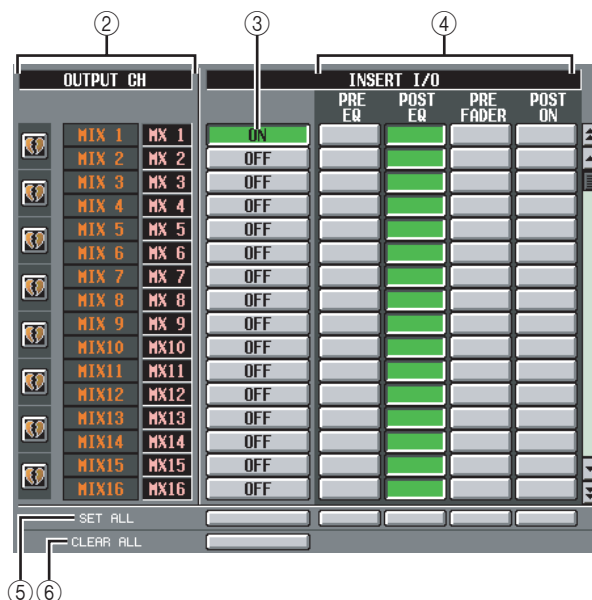 ② ③ ④
OUTPUT CH INSERT I/O
PRE EQ POST EQ PRE FADER POST ON
MIX 1 MX 1 ON
MIX 2 MX 2 OFF
MIX 3 MX 3 OFF
MIX 4 MX 4 OFF
MIX 5 MX 5 OFF
MIX 6 MX 6 OFF
MIX 7 MX 7 OFF
MIX 8 MX 8 OFF
MIX 9 MX 9 OFF
MIX10 MX10 OFF
MIX11 MX11 OFF
MIX12 MX12 OFF
MIX13 MX13 OFF
MIX14 MX14 OFF
MIX15 MX15 OFF
MIX16 MX16 OFF
SET ALL
CLEAR ALL
⑤ ⑥